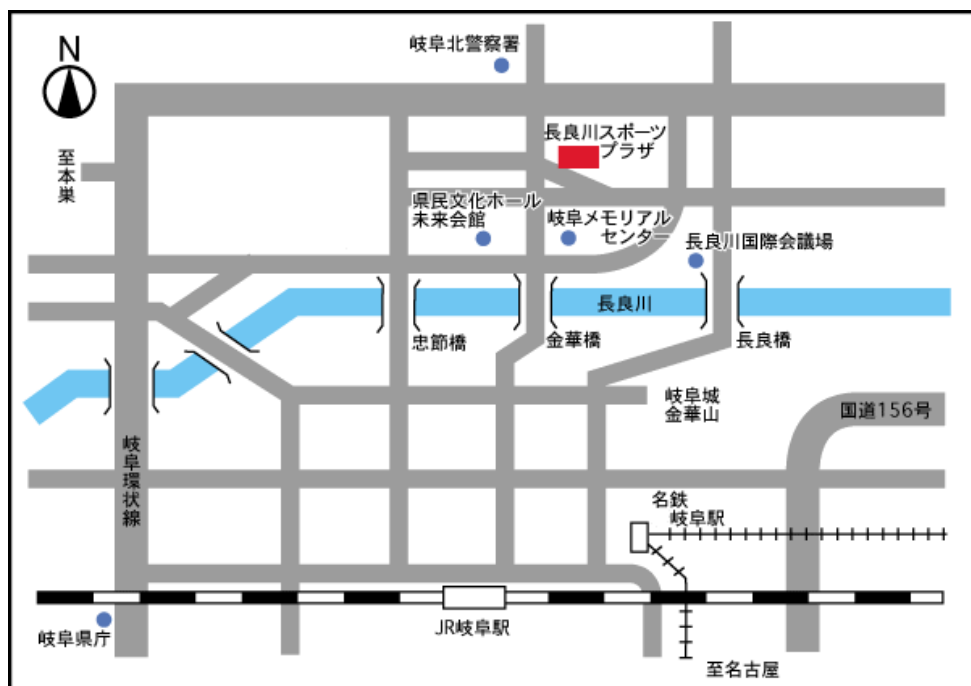 N
岐阜北警察署
長良川スポーツ
プラザ
至本巣
県民文化ホール
未来会館
岐阜メモリアル
センター
長良川国際会議場
長良川
忠節橋
金華橋
長良橋
岐阜城
金華山
国道156号
岐阜環状線
名鉄
岐阜駅
JR岐阜駅
岐阜県庁
至名古屋